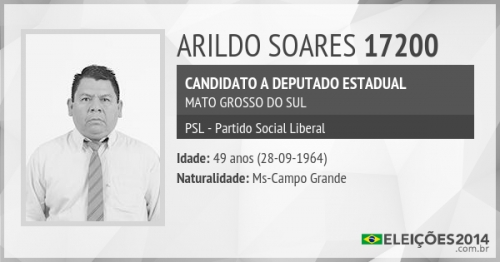 ARILDO SOARES 17200
CANDIDATO A DEPUTADO ESTADUAL
MATO GROSSO DO SUL
PSL - Partido Social Liberal
Idade: 49 anos (28-09-1964)
Naturalidade: Ms-Campo Grande
ELEIÇÕES2014
.com.br